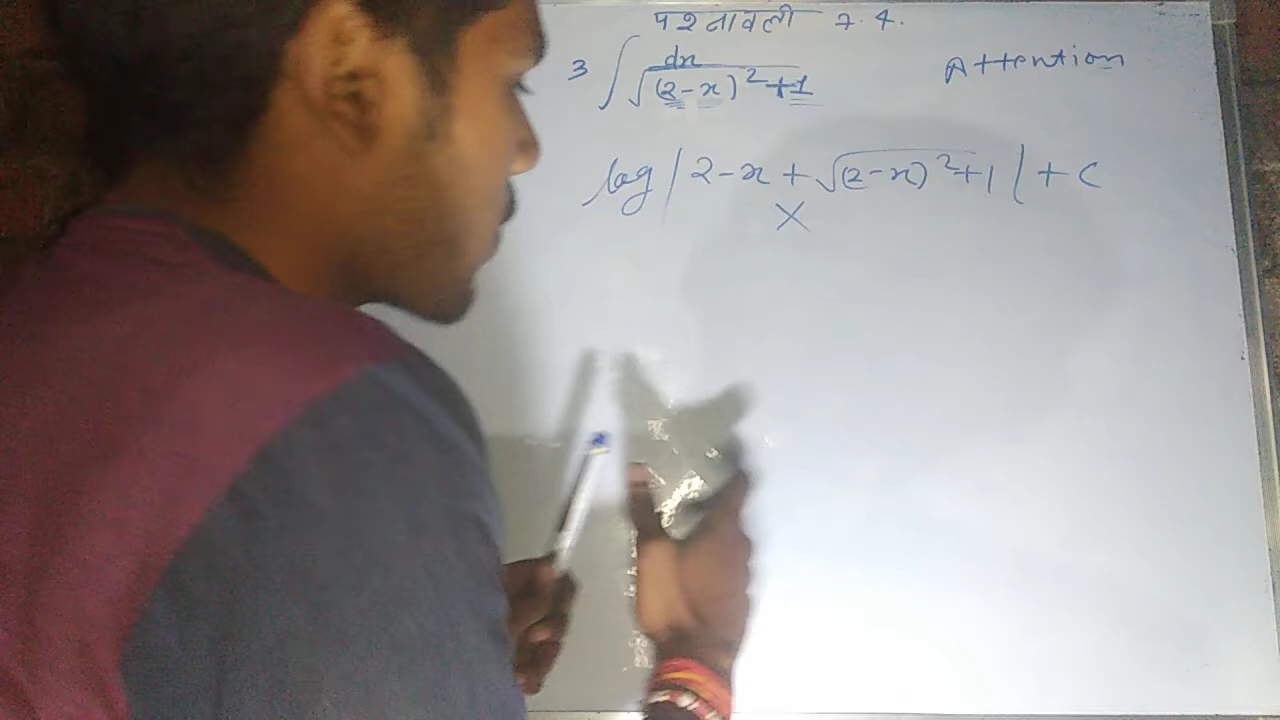 प्रश्नावली 7.4.
3 ∫ dx / √(2-x)²+1 Attention
log |2-x + √(2-x)²+1| + c
X